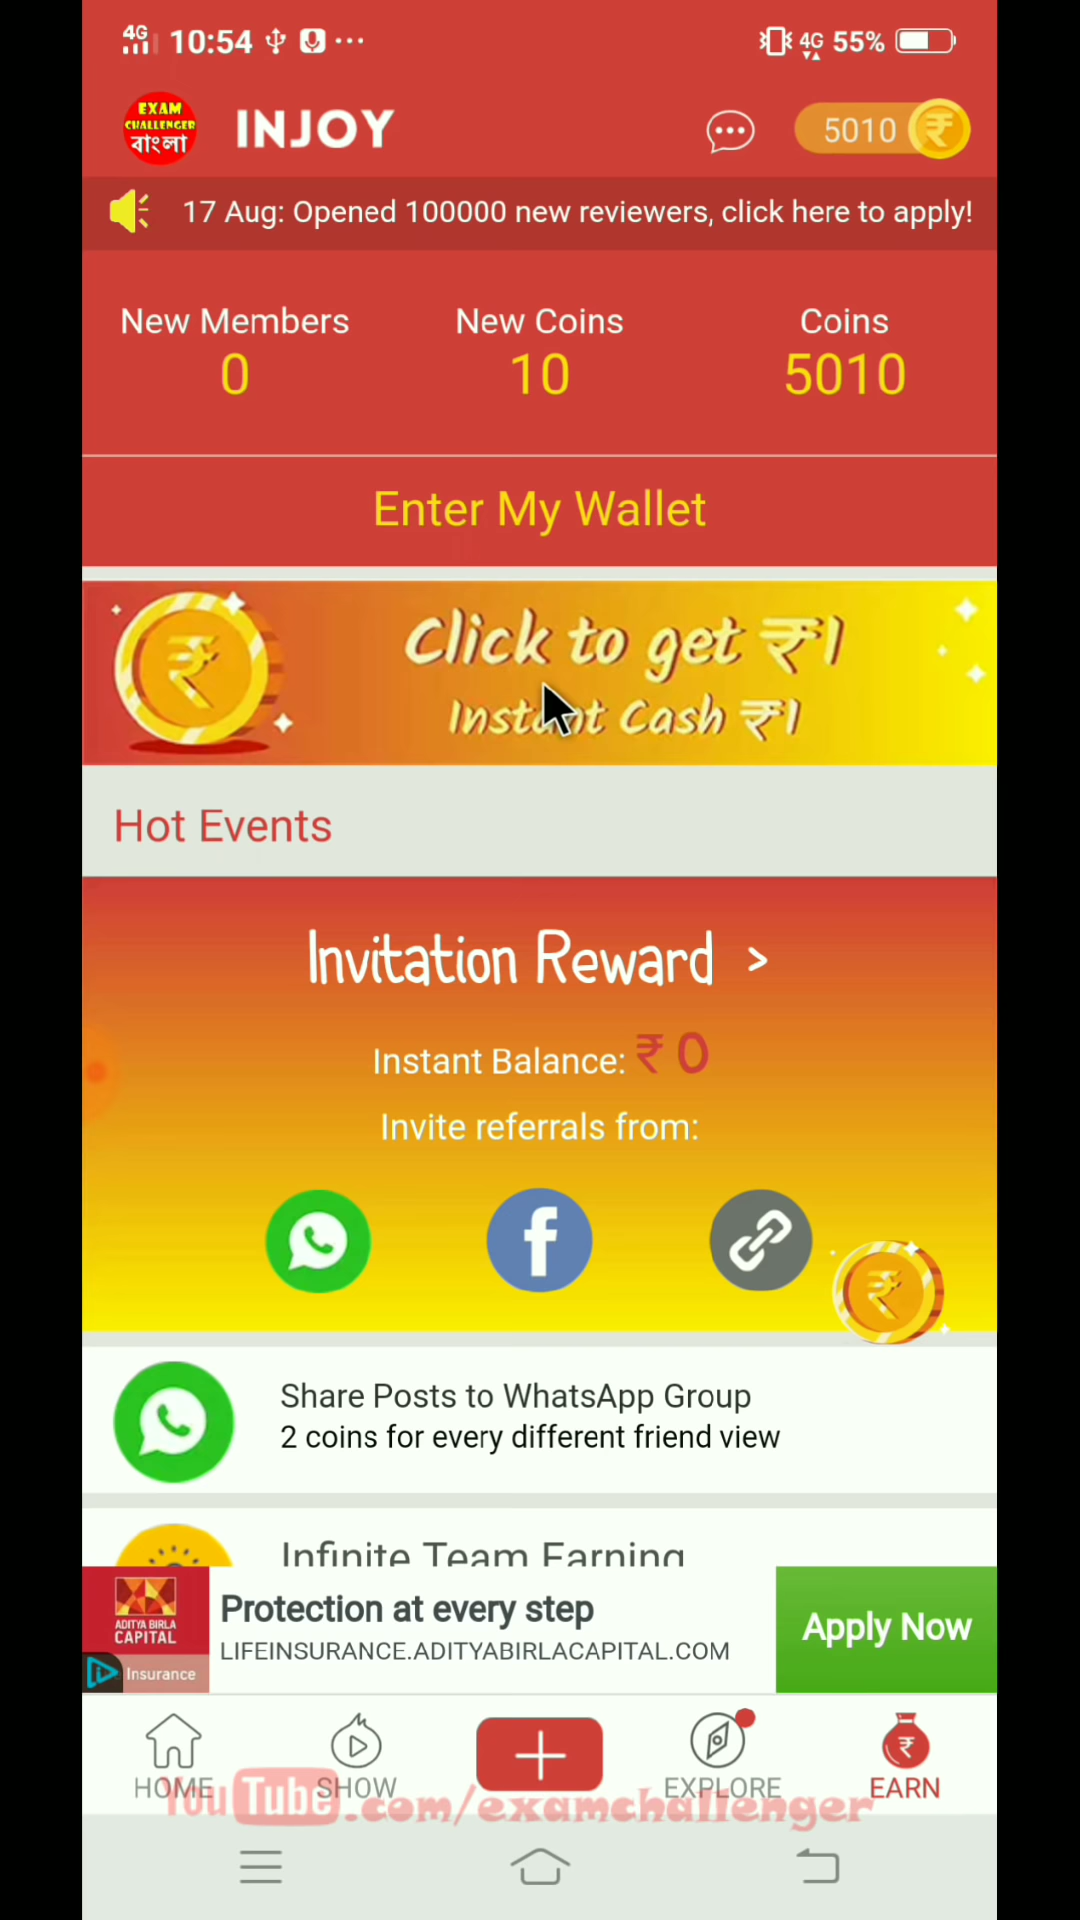 4G 10:54 4G 55%
EXAM
CHALLENGER
বাংলা
INJOY
5010 ₹
17 Aug: Opened 100000 new reviewers, click here to apply!
New Members New Coins Coins
0 10 5010
Enter My Wallet
₹
Click to get ₹1
Instant Cash ₹1
Hot Events
Invitation Reward >
Instant Balance: ₹ 0
Invite referrals from:
f
₹
Share Posts to WhatsApp Group
2 coins for every different friend view
Infinite Team Earning
ADITYA BIRLA
CAPITAL
Insurance
Protection at every step
LIFEINSURANCE.ADITYABIRLACAPITAL.COM
Apply Now
₹
HOME SHOW EXPLORE EARN
YouTube.com/examchallenger